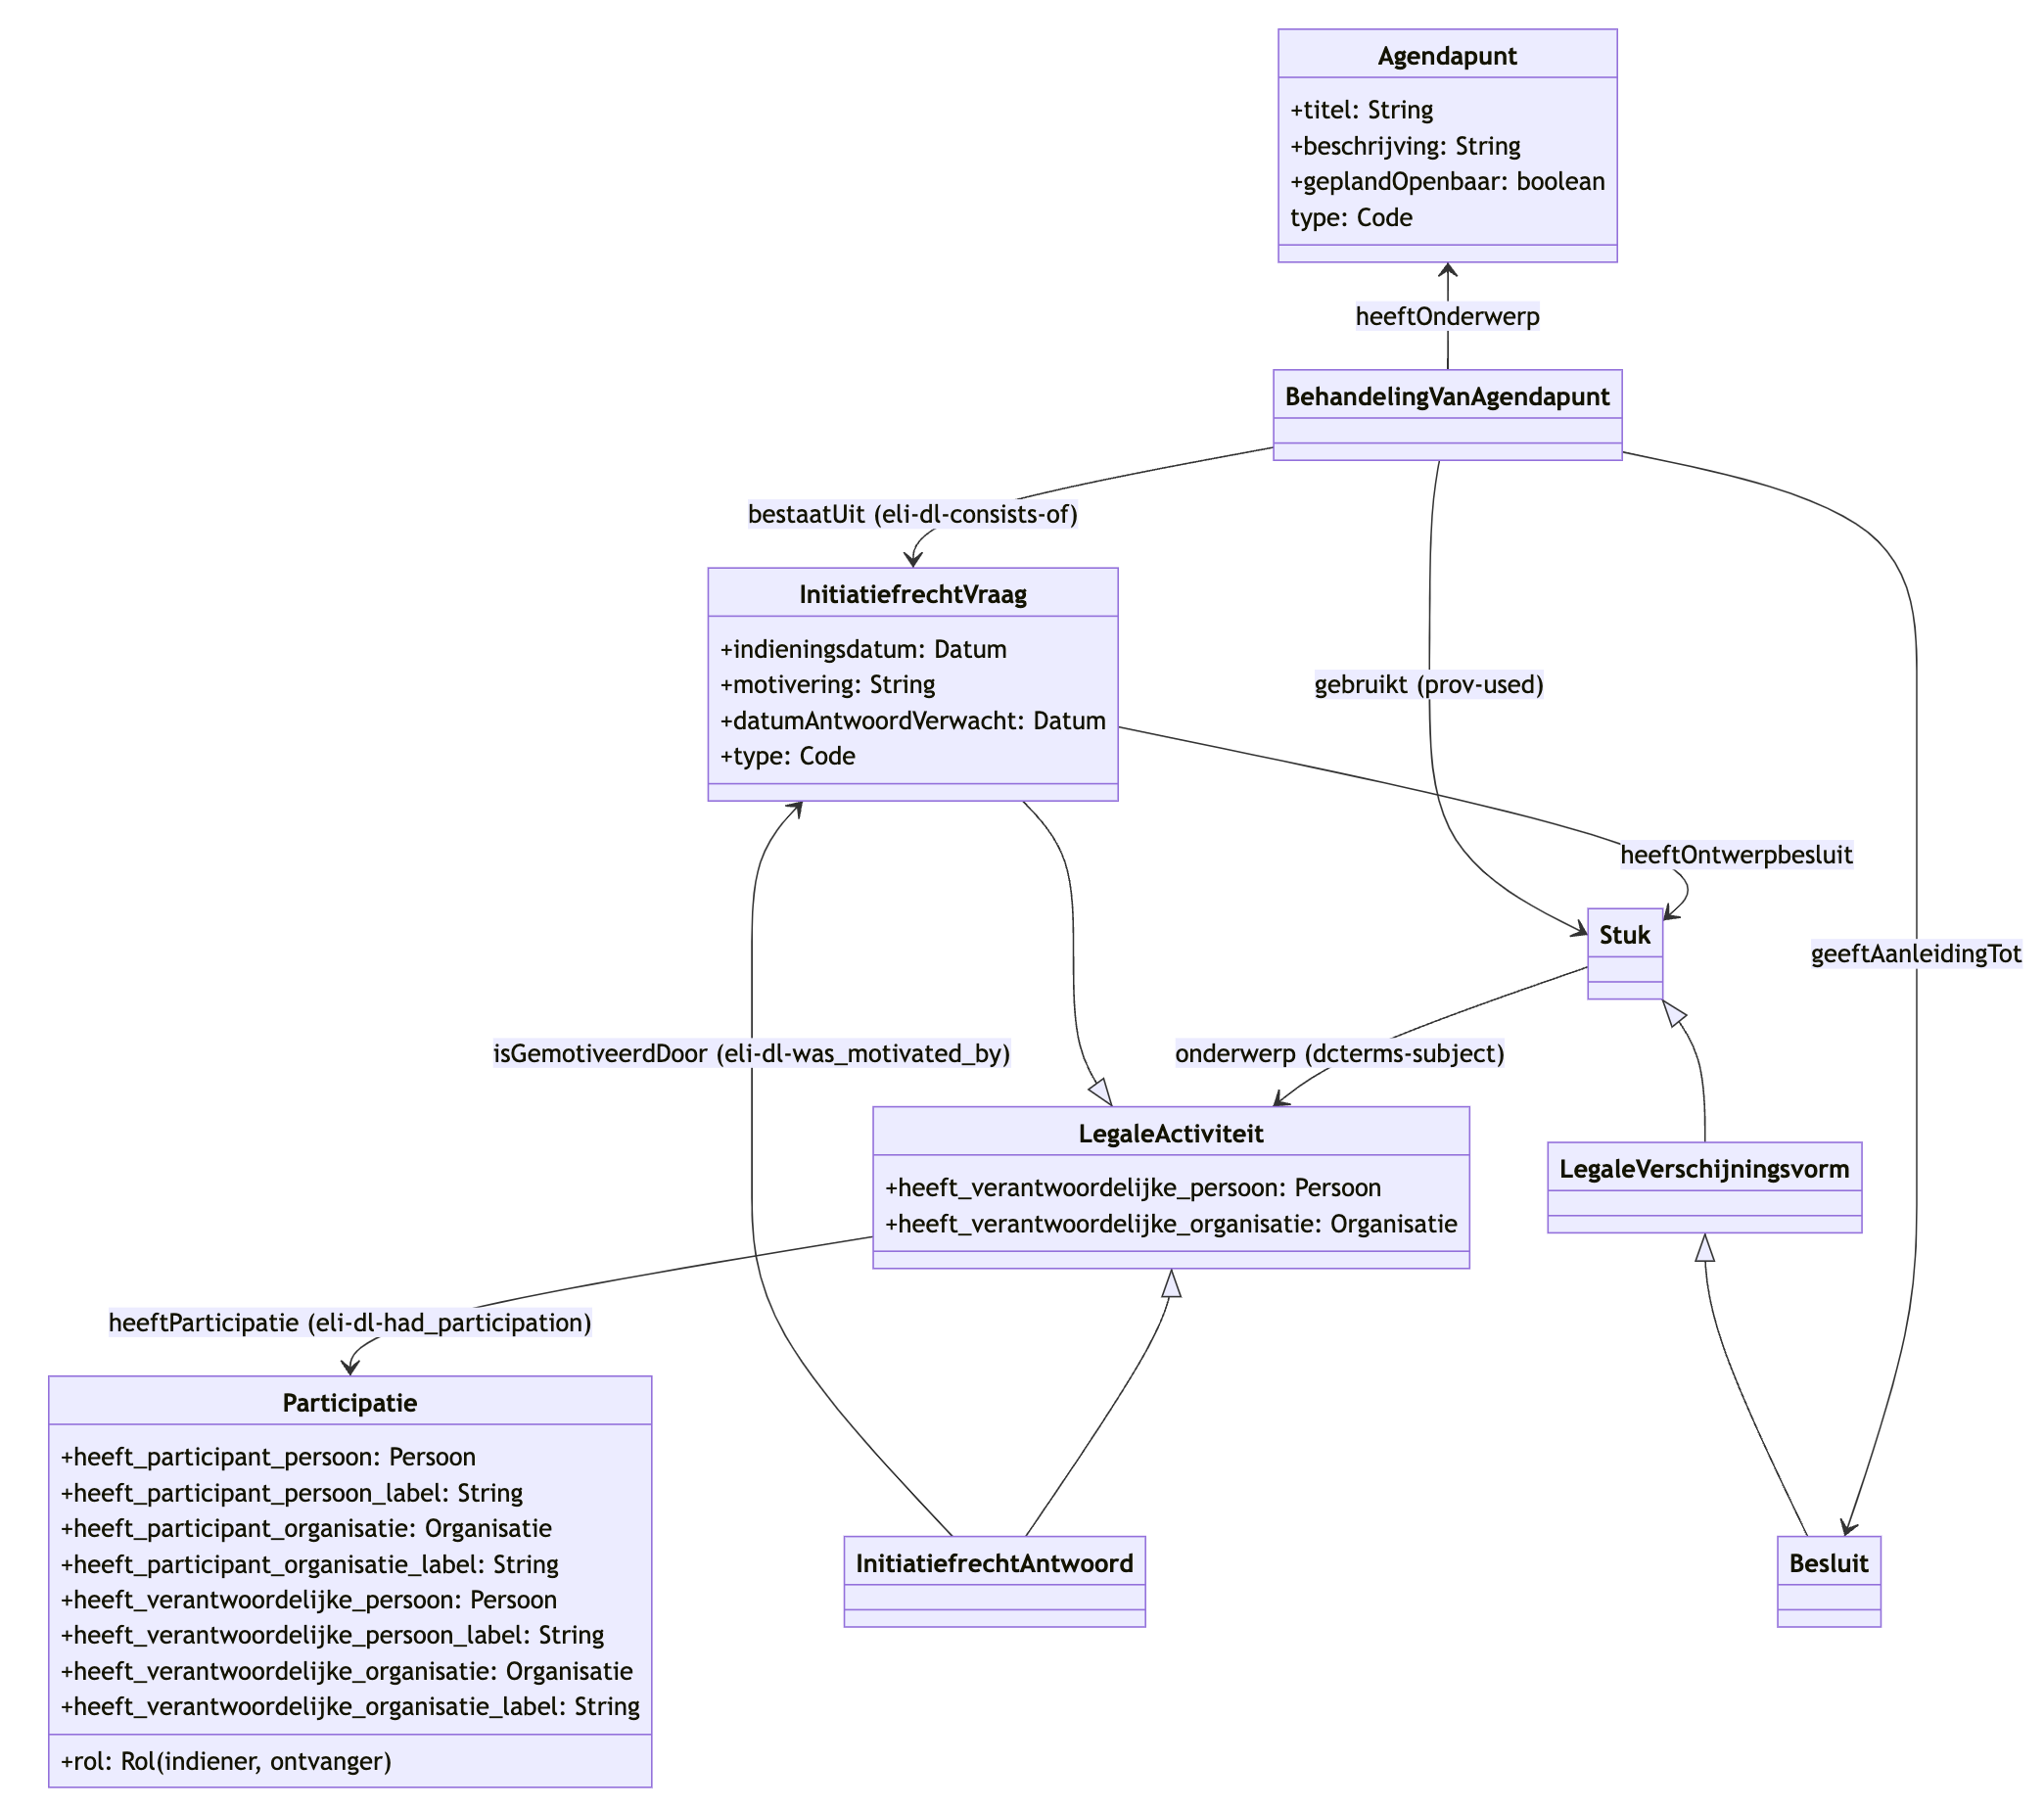 Agendapunt
+titel: String
+beschrijving: String
+geplandOpenbaar: boolean
type: Code
heeftOnderwerp
BehandelingVanAgendapunt
bestaatUit (eli-dl-consists-of)
InitiatiefrechtVraag
+indieningsdatum: Datum
+motivering: String
+datumAntwoordVerwacht: Datum
+type: Code
gebruikt (prov-used)
heeftOntwerpbesluit
Stuk
geeftAanleidingTot
isGemotiveerdDoor (eli-dl-was_motivated_by)
onderwerp (dcterms-subject)
LegaleActiviteit
+heeft_verantwoordelijke_persoon: Persoon
+heeft_verantwoordelijke_organisatie: Organisatie
LegaleVerschijningsvorm
heeftParticipatie (eli-dl-had_participation)
Participatie
+heeft_participant_persoon: Persoon
+heeft_participant_persoon_label: String
+heeft_participant_organisatie: Organisatie
+heeft_participant_organisatie_label: String
+heeft_verantwoordelijke_persoon: Persoon
+heeft_verantwoordelijke_persoon_label: String
+heeft_verantwoordelijke_organisatie: Organisatie
+heeft_verantwoordelijke_organisatie_label: String
+rol: Rol(indiener, ontvanger)
InitiatiefrechtAntwoord
Besluit